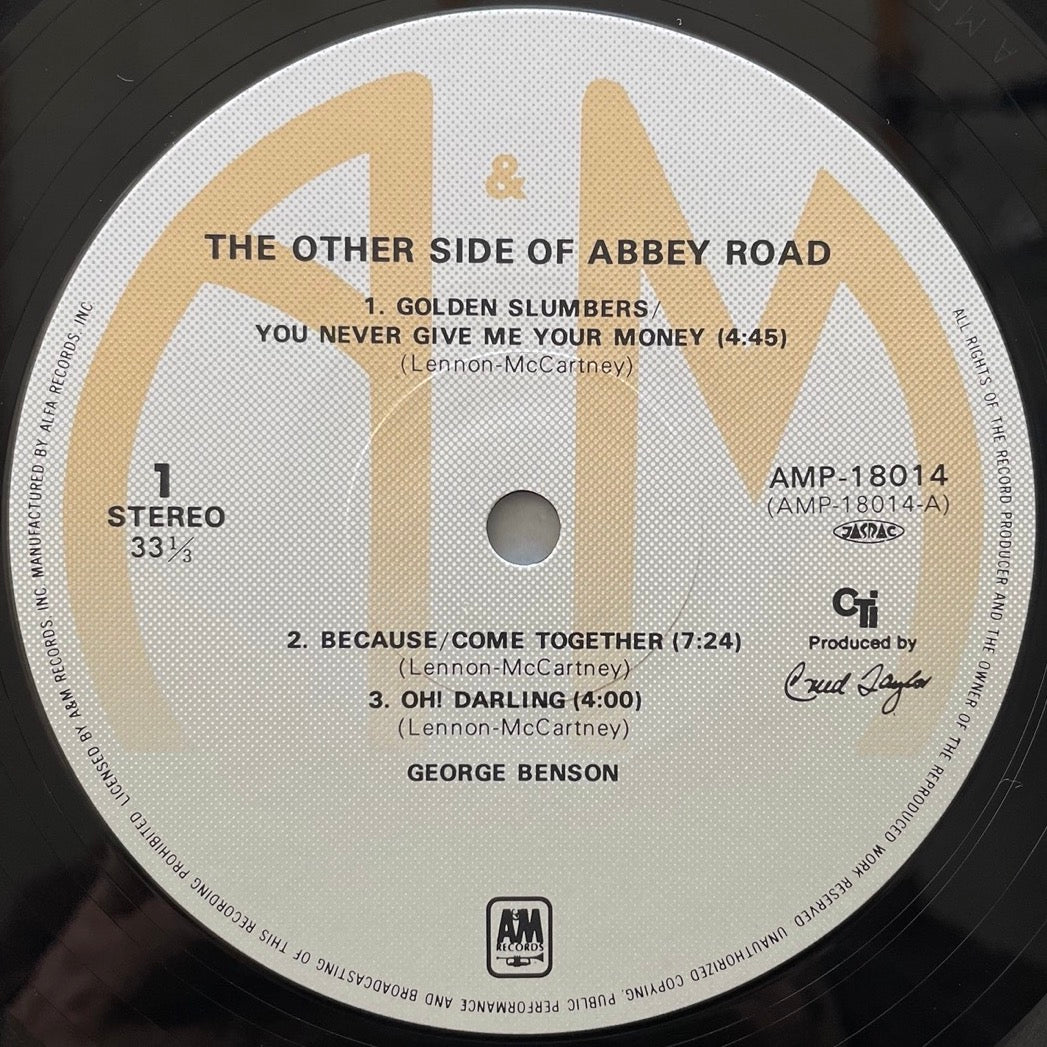 A & M
THE OTHER SIDE OF ABBEY ROAD
1. GOLDEN SLUMBERS/
YOU NEVER GIVE ME YOUR MONEY (4:45)
(Lennon-McCartney)
1
STEREO
33 1/3
AMP-18014
(AMP-18014-A)
JASRAC
CTi
Produced by
Creed Taylor
2. BECAUSE/COME TOGETHER (7:24)
(Lennon-McCartney)
3. OH! DARLING (4:00)
(Lennon-McCartney)
GEORGE BENSON
A&M
RECORDS
ALL RIGHTS OF THE RECORD PRODUCER AND THE OWNER OF THE REPRODUCED WORK RESERVED. UNAUTHORIZED COPYING, PUBLIC PERFORMANCE AND BROADCASTING OF THIS RECORDING PROHIBITED. LICENSED BY A&M RECORDS. INC. MANUFACTURED BY ALFA RECORDS. INC